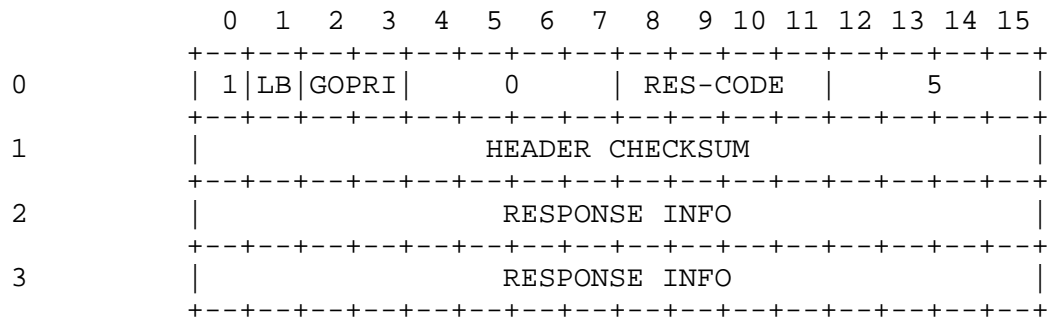 0 1 2 3 4 5 6 7 8 9 10 11 12 13 14 15
+--+--+--+--+--+--+--+--+--+--+--+--+--+--+--+--+
0 | 1|LB|GOPRI| 0 | RES-CODE | 5 |
+--+--+--+--+--+--+--+--+--+--+--+--+--+--+--+--+
1 | HEADER CHECKSUM |
+--+--+--+--+--+--+--+--+--+--+--+--+--+--+--+--+
2 | RESPONSE INFO |
+--+--+--+--+--+--+--+--+--+--+--+--+--+--+--+--+
3 | RESPONSE INFO |
+--+--+--+--+--+--+--+--+--+--+--+--+--+--+--+--+